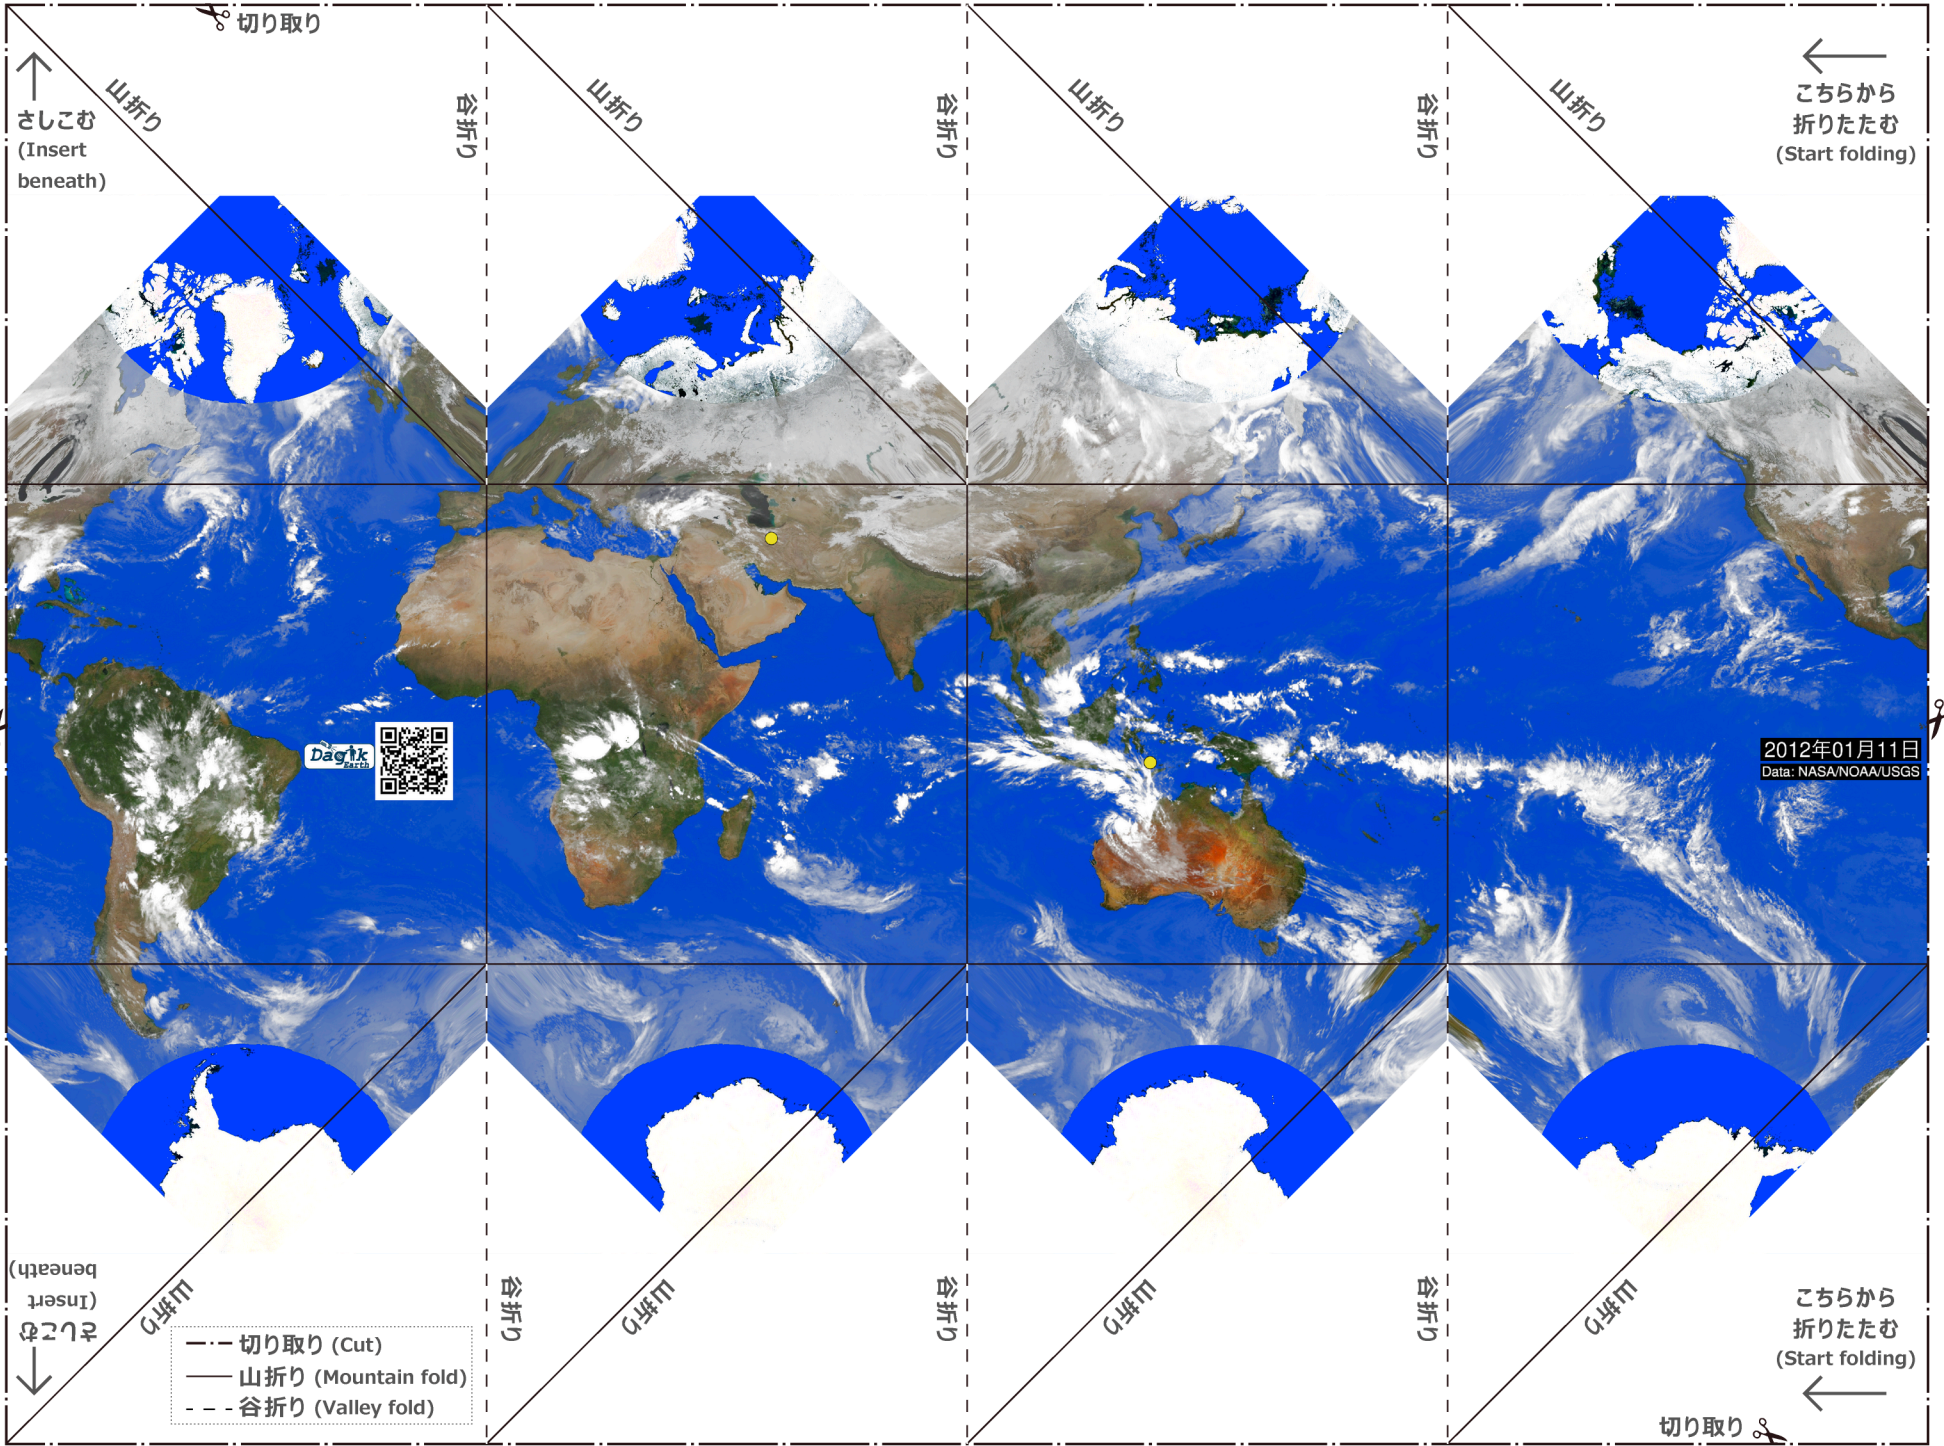 切り取り
山折り
谷折り
山折り
谷折り
山折り
谷折り
山折り
さしこむ
(Insert
beneath)
こちらから
折りたたむ
(Start folding)
Dagik
Earth
2012年01月11日
Data: NASA/NOAA/USGS
さしこむ
(Insert
beneath)
山折り
谷折り
山折り
谷折り
山折り
谷折り
山折り
切り取り (Cut)
山折り (Mountain fold)
谷折り (Valley fold)
こちらから
折りたたむ
(Start folding)
切り取り